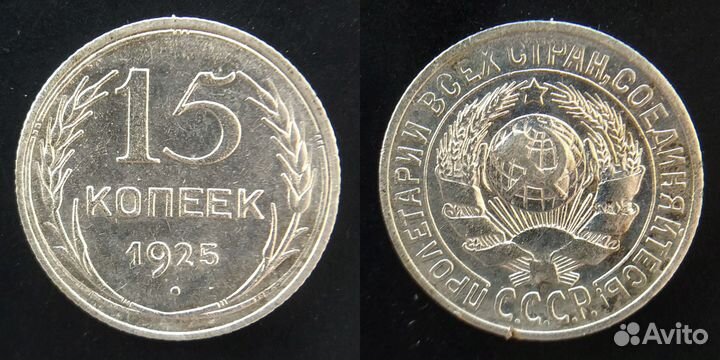 15
КОПЕЕК
1925
ПРОЛЕТАРИИ ВСЕХ СТРАН, СОЕДИНЯЙТЕСЬ!
С.С.С.Р.
Avito